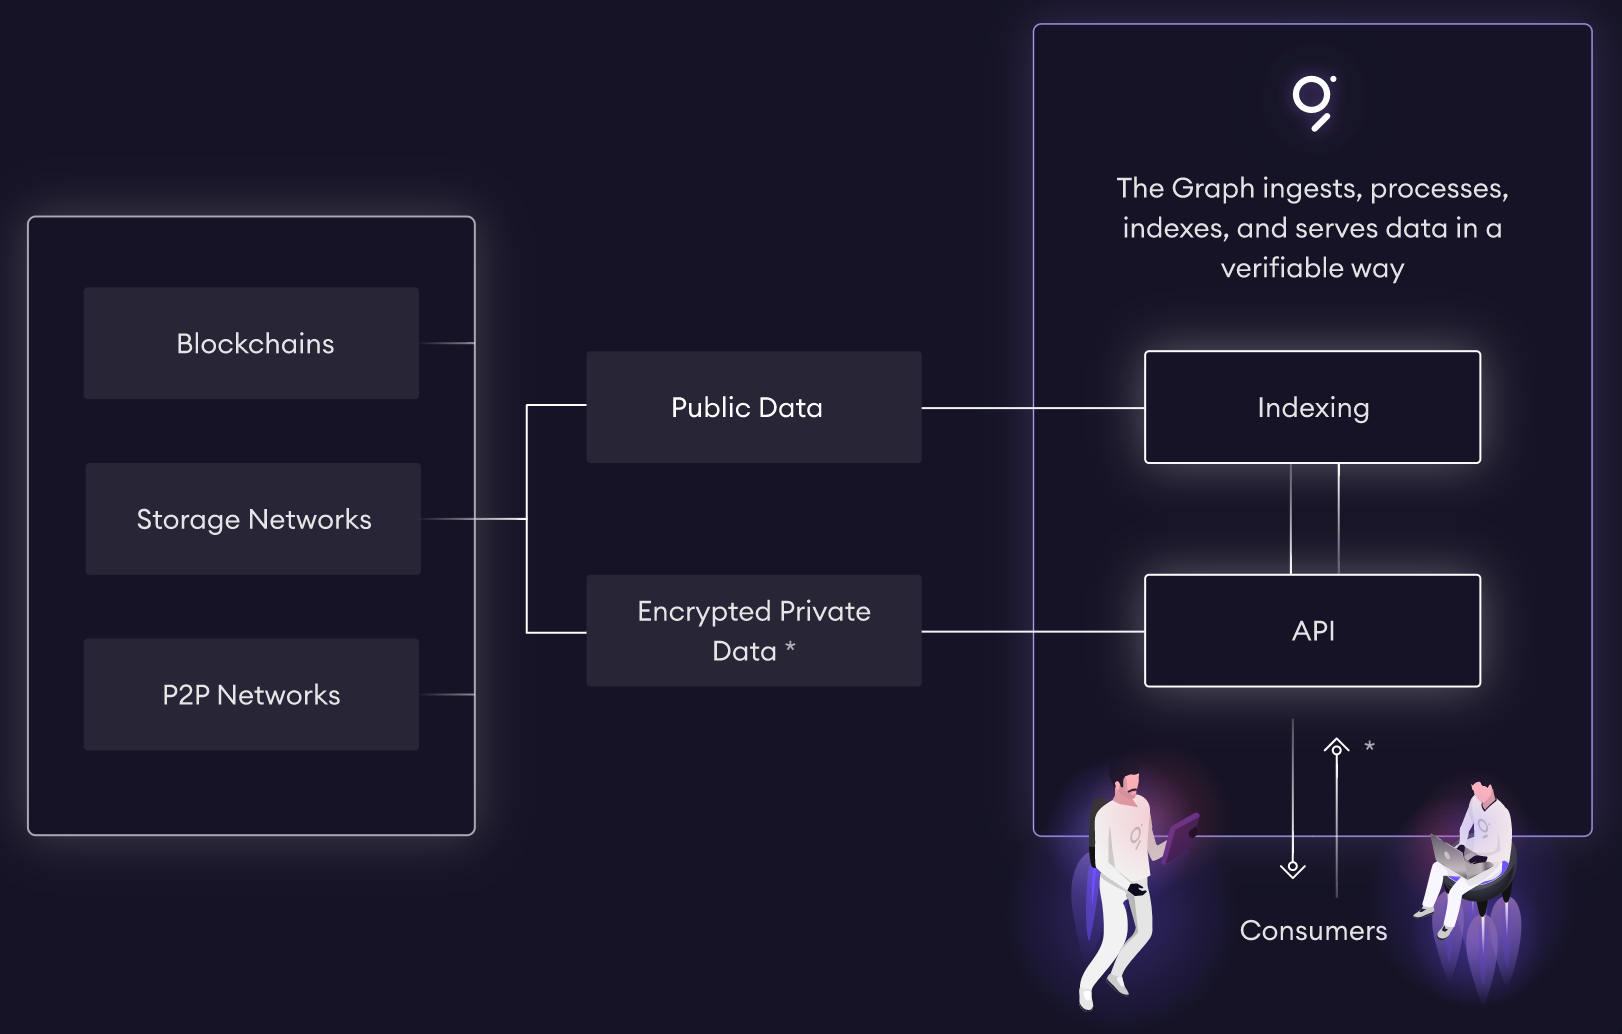 The Graph ingests, processes,
indexes, and serves data in a
verifiable way
Blockchains
Storage Networks
P2P Networks
Public Data
Encrypted Private
Data *
Indexing
API
*
Consumers